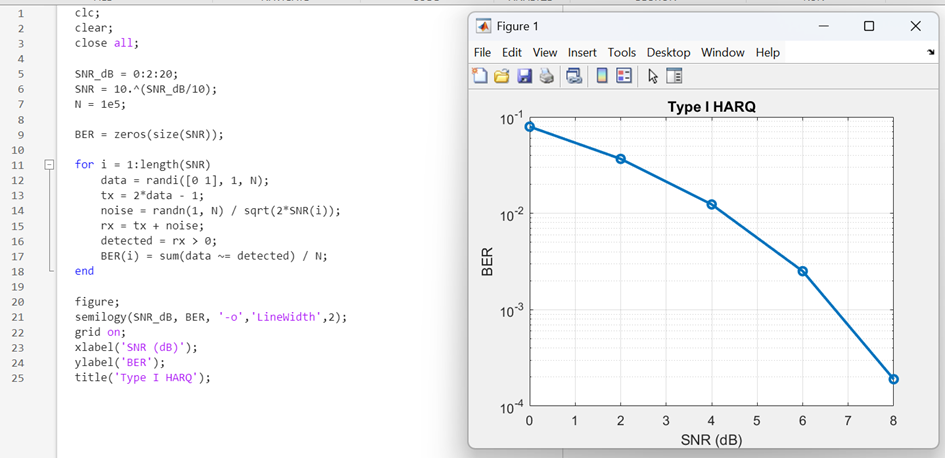 1 clc;
2 clear;
3 close all;
4
5 SNR_dB = 0:2:20;
6 SNR = 10.^(SNR_dB/10);
7 N = 1e5;
8
9 BER = zeros(size(SNR));
10
11 for i = 1:length(SNR)
12 data = randi([0 1], 1, N);
13 tx = 2*data - 1;
14 noise = randn(1, N) / sqrt(2*SNR(i));
15 rx = tx + noise;
16 detected = rx > 0;
17 BER(i) = sum(data ~= detected) / N;
18 end
19
20 figure;
21 semilogy(SNR_dB, BER, '-o','LineWidth',2);
22 grid on;
23 xlabel('SNR (dB)');
24 ylabel('BER');
25 title('Type I HARQ');
Figure 1
File Edit View Insert Tools Desktop Window Help
Type I HARQ
10^-1
10^-2
10^-3
10^-4
BER
0 1 2 3 4 5 6 7 8
SNR (dB)